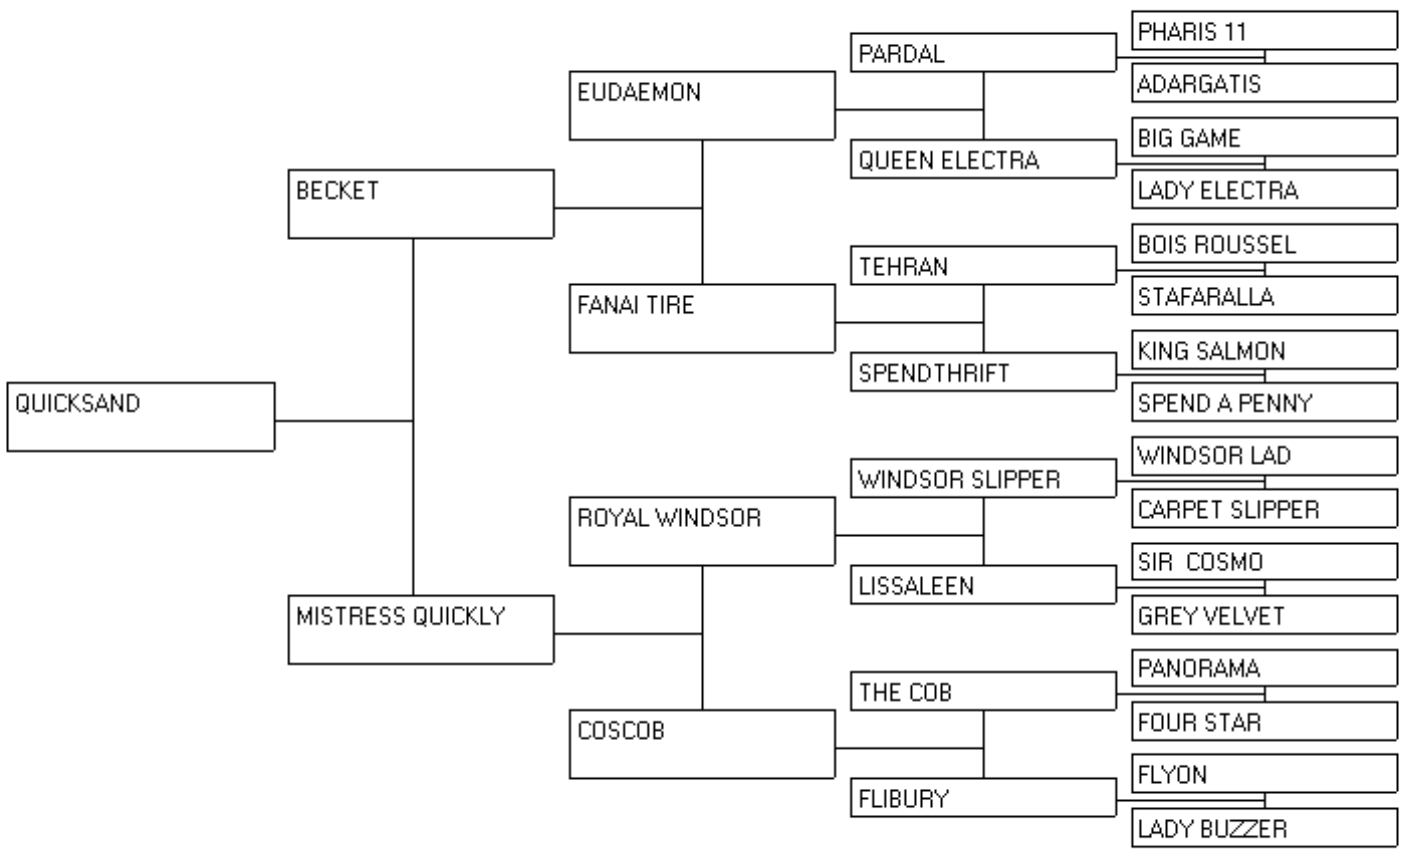 PHARIS 11
PARDAL
ADARGATIS
EUDAEMON
BIG GAME
QUEEN ELECTRA
LADY ELECTRA
BECKET
BOIS ROUSSEL
TEHRAN
STAFARALLA
FANAI TIRE
KING SALMON
SPENDTHRIFT
SPEND A PENNY
QUICKSAND
WINDSOR LAD
WINDSOR SLIPPER
CARPET SLIPPER
ROYAL WINDSOR
SIR COSMO
LISSALEEN
GREY VELVET
MISTRESS QUICKLY
PANORAMA
THE COB
FOUR STAR
COSCOB
FLYON
FLIBURY
LADY BUZZER